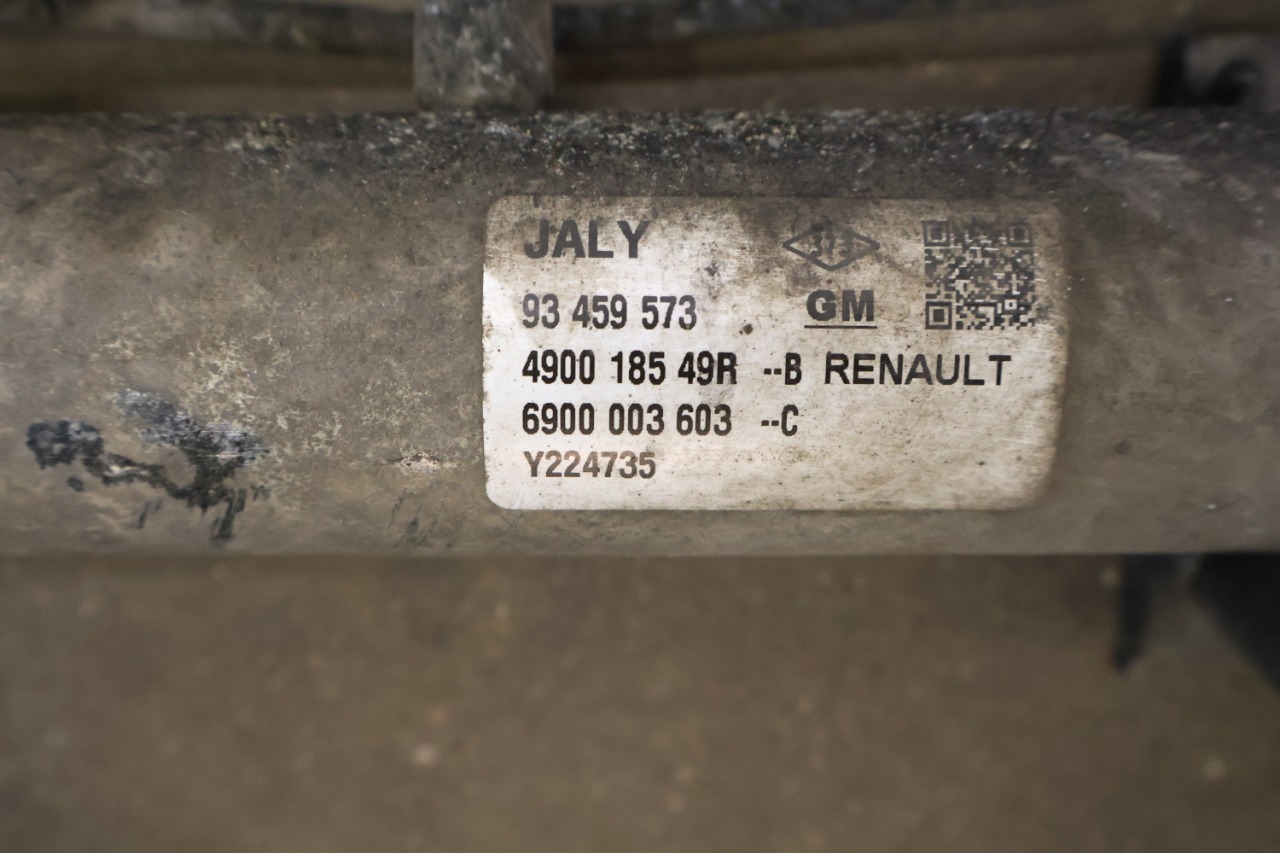 JALY
93 459 573 GM
4900 185 49R --B RENAULT
6900 003 603 --C
Y224735